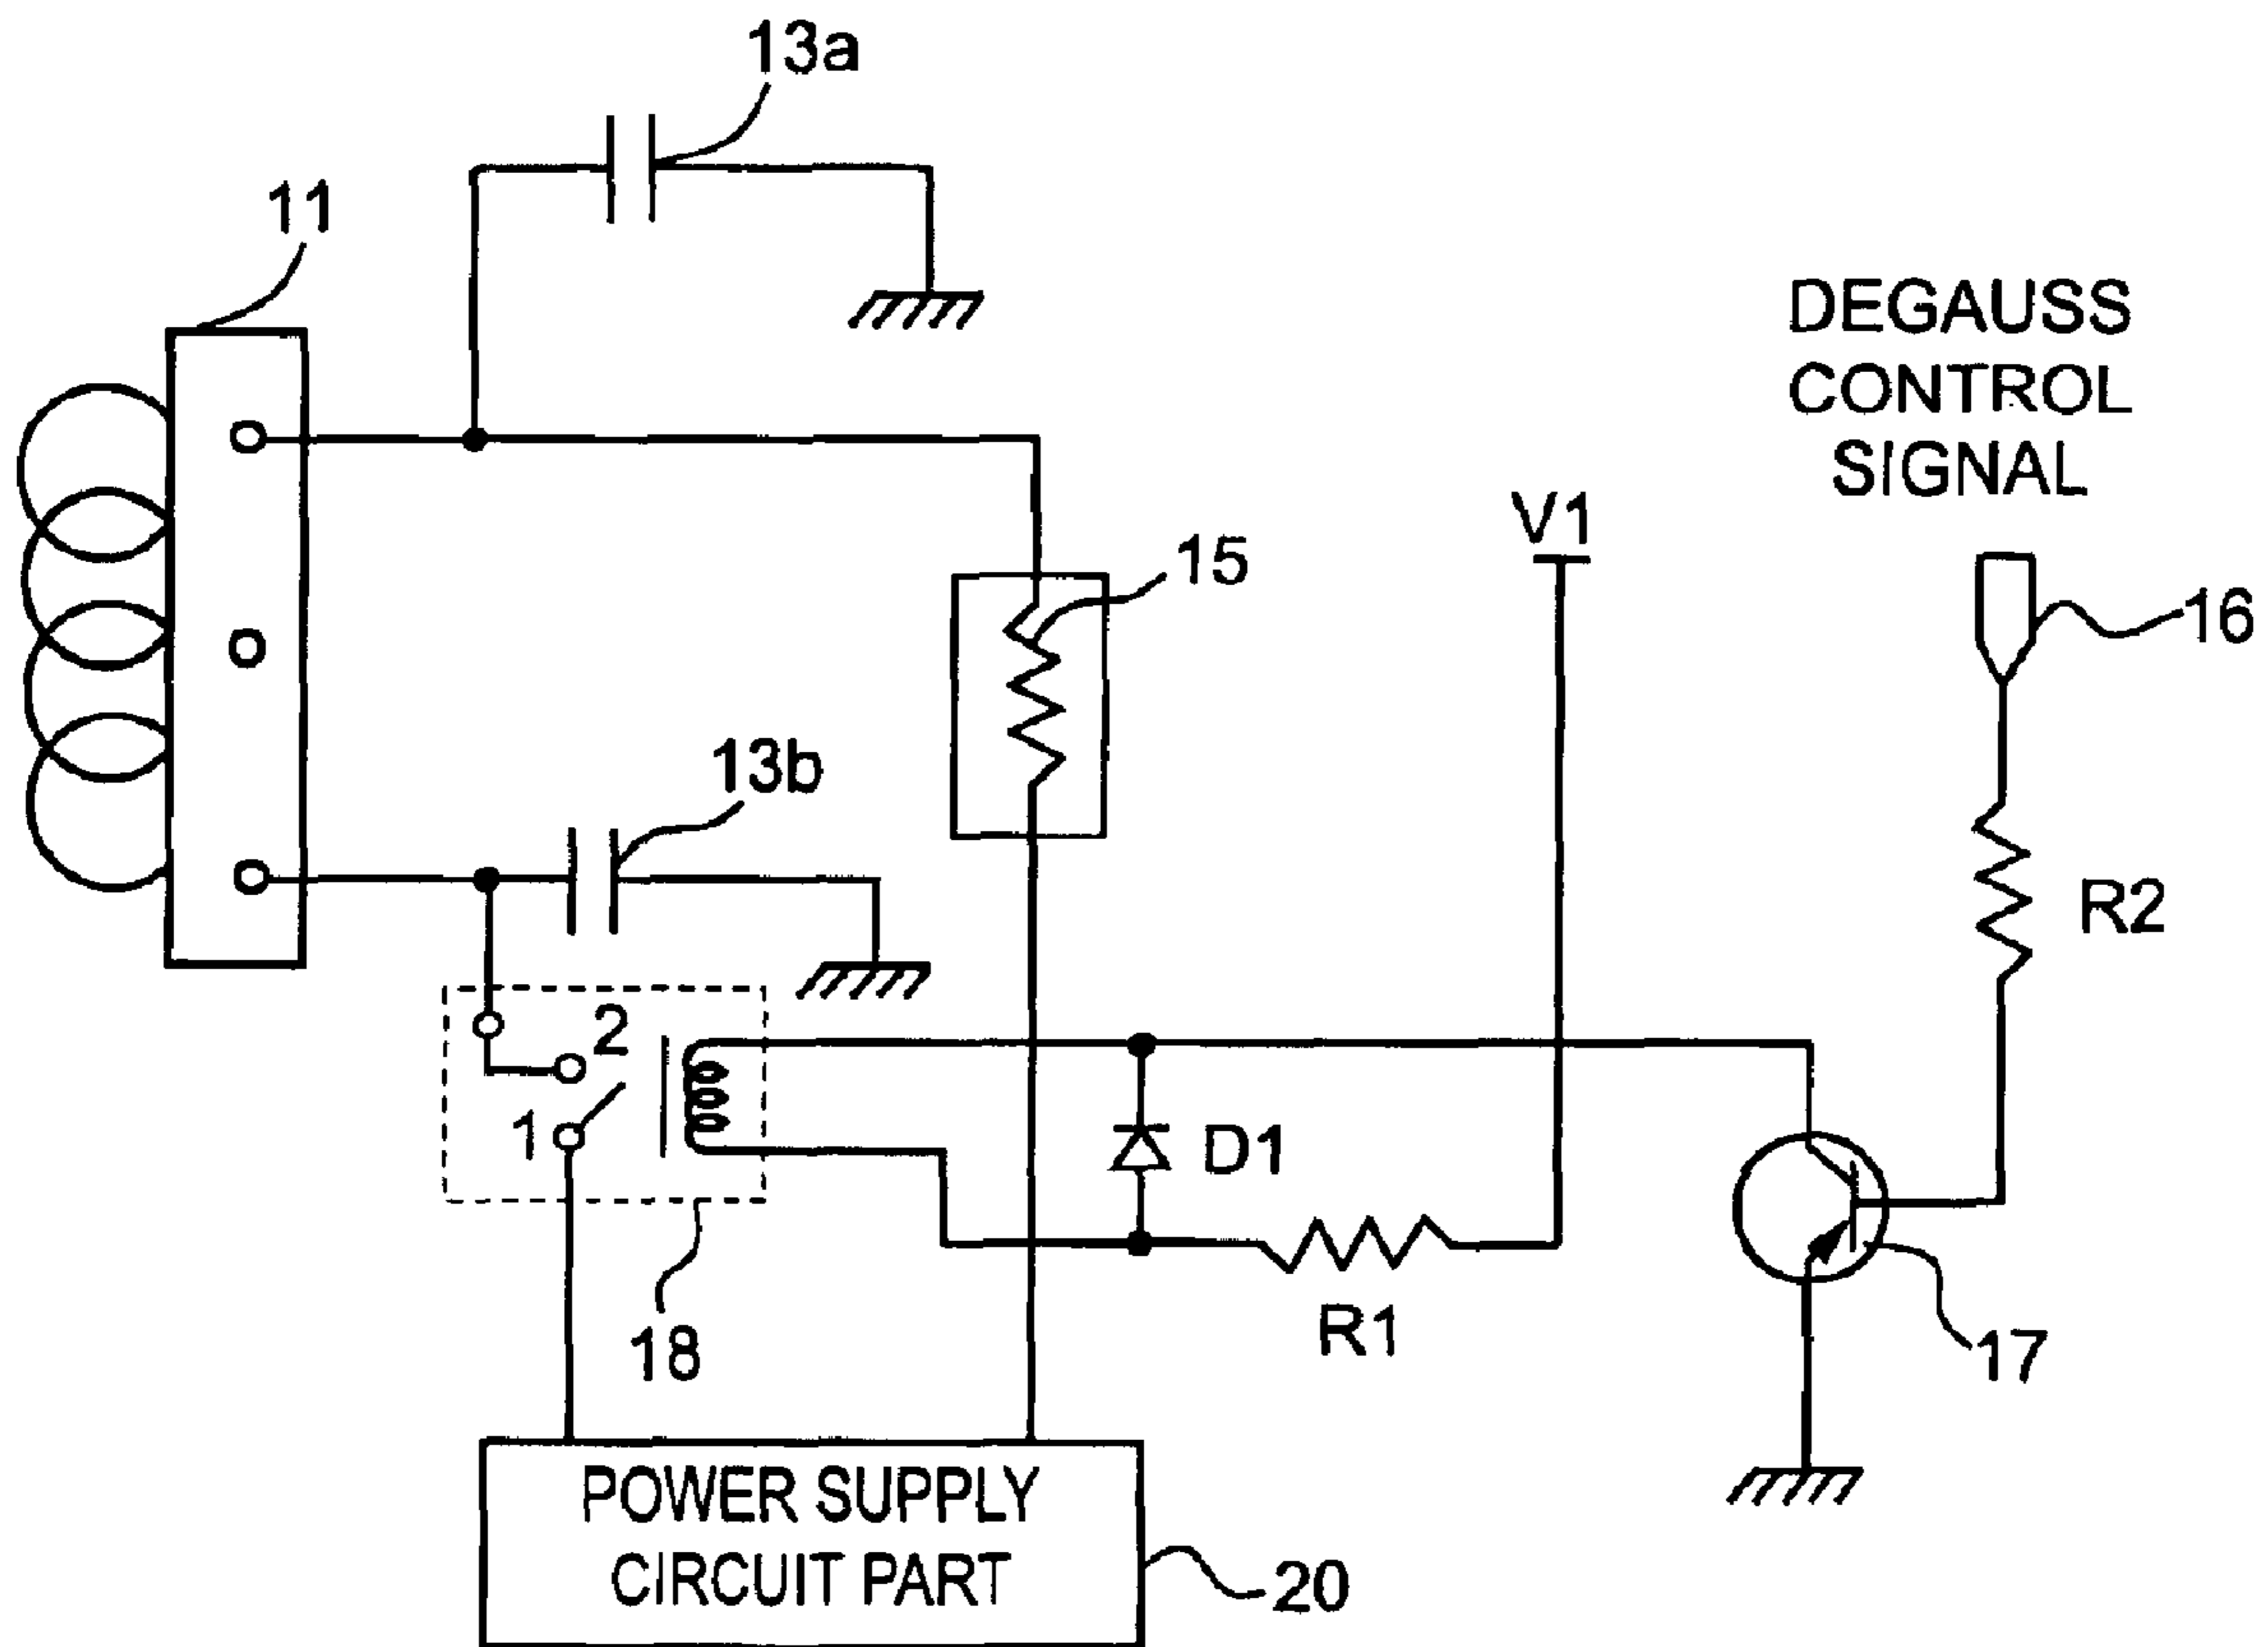 13a
11
DEGAUSS
CONTROL
SIGNAL
V1
15
16
13b
R2
2
1
D1
R1
18
17
POWER SUPPLY
CIRCUIT PART
20